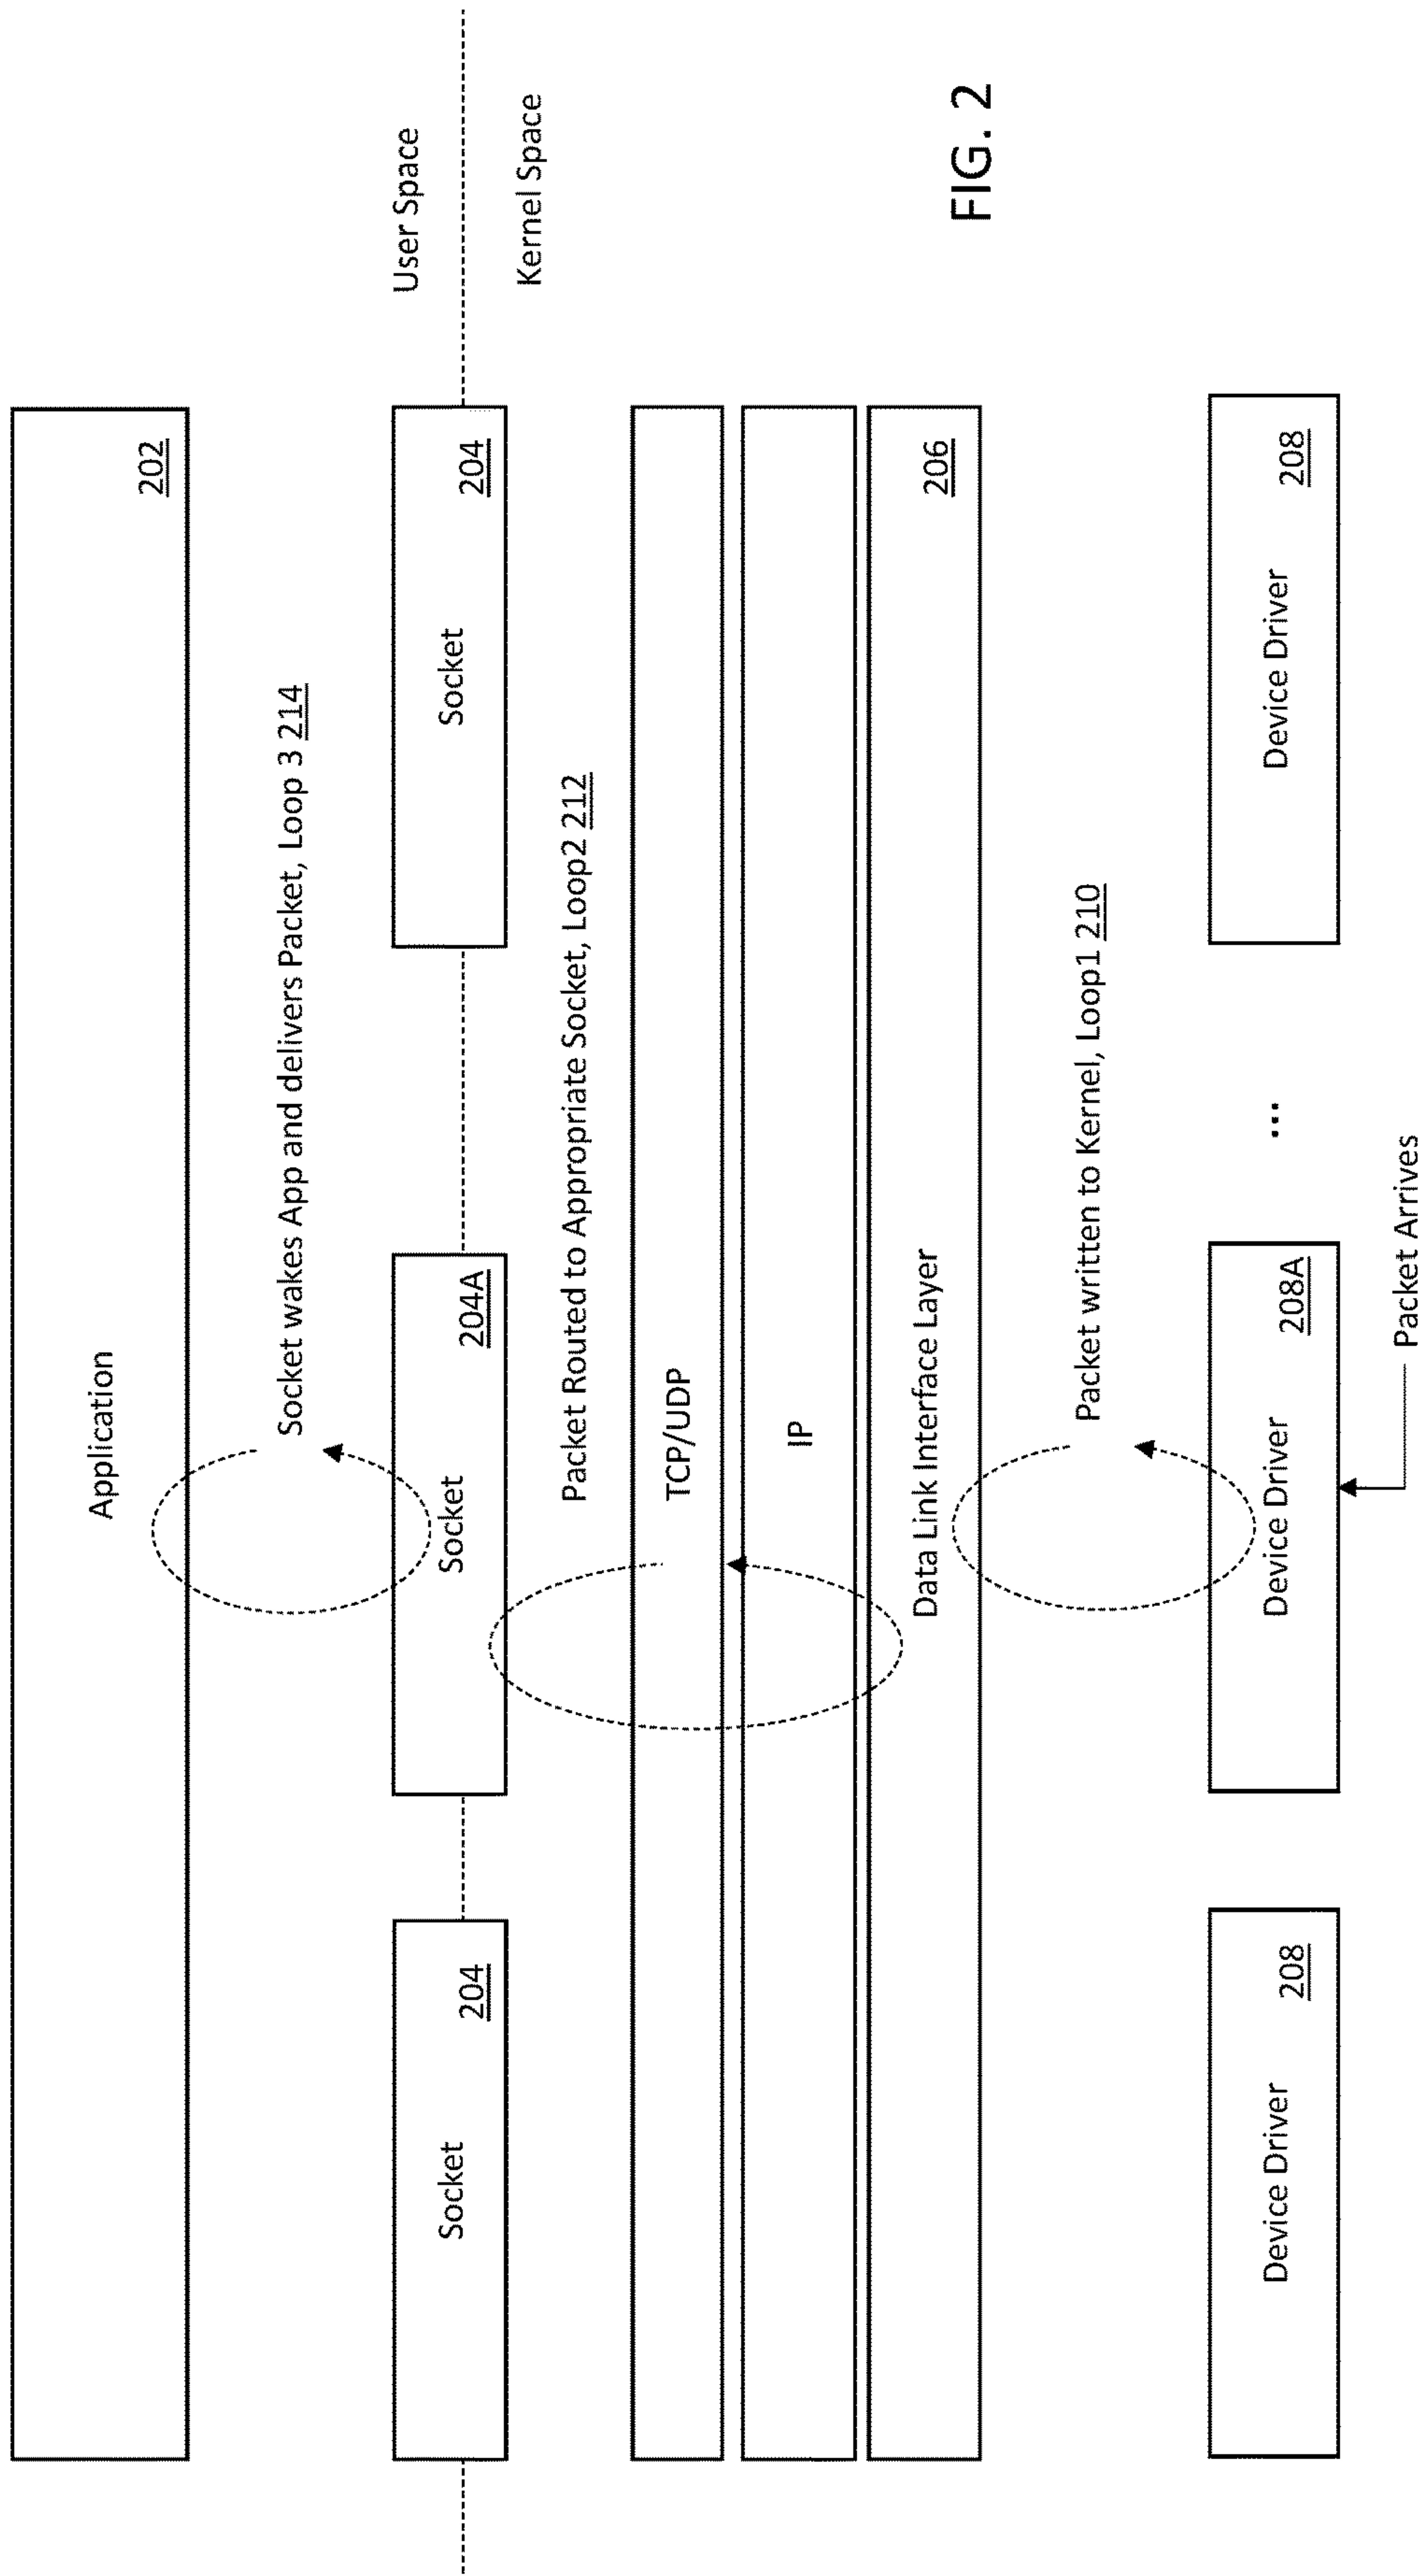 Application
202
Socket wakes App and delivers Packet, Loop 3 214
User Space
Socket
204
Socket
204A
Socket
204
Kernel Space
Packet Routed to Appropriate Socket, Loop2 212
TCP/UDP
IP
Data Link Interface Layer
206
Packet written to Kernel, Loop1 210
FIG. 2
Device Driver
208
Device Driver
208A
...
Device Driver
208
Packet Arrives